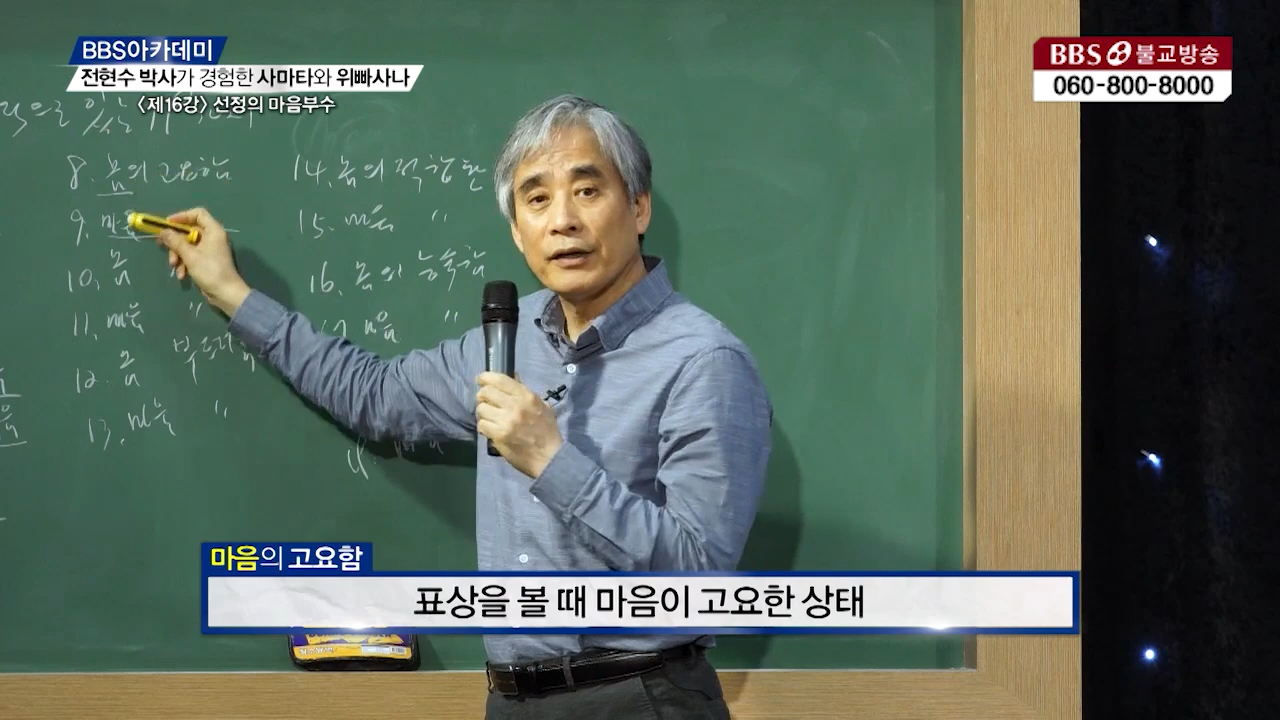 BBS아카데미
전현수 박사가 경험한 사마타와 위빠사나
〈제16강〉 선정의 마음부수
BBS 불교방송
060-800-8000
있는
8. 몸의 고요함
9. 마음
10. 몸 "
11. 마음 "
12. 몸
13. 마음 "
14. 몸의 적합한
15. 마음 "
16. 몸의 능숙함
마음 "
마음의 고요함
표상을 볼 때 마음이 고요한 상태